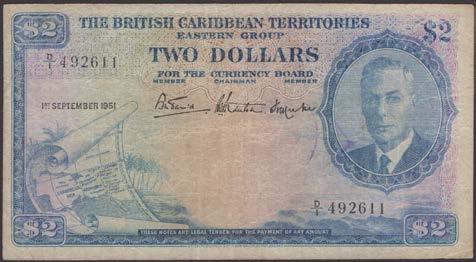 $2 THE BRITISH CARIBBEAN TERRITORIES $2
EASTERN GROUP
D/1 492611 TWO DOLLARS
FOR THE CURRENCY BOARD
MEMBER CHAIRMAN MEMBER
1ST SEPTEMBER 1951
D/1 492611
$2 THESE NOTES ARE LEGAL TENDER FOR THE PAYMENT OF ANY AMOUNT $2